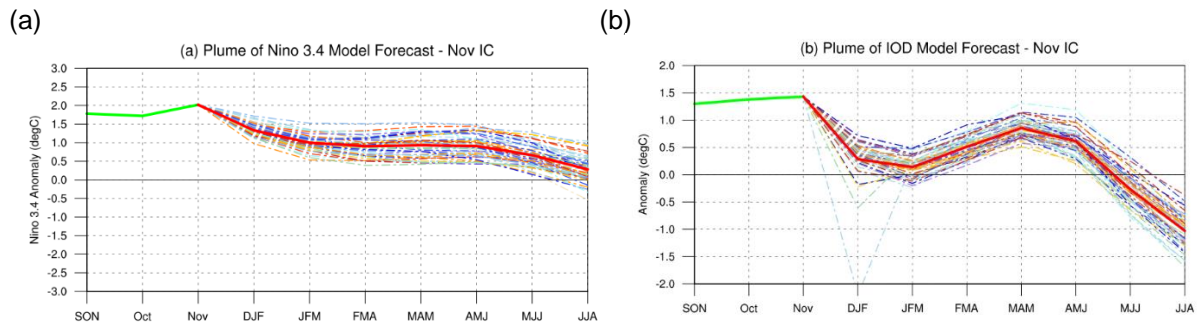 (a)
(a) Plume of Nino 3.4 Model Forecast - Nov IC
Nino 3.4 Anomaly (degC)
3.0
2.5
2.0
1.5
1.0
0.5
0.0
-0.5
-1.0
-1.5
-2.0
-2.5
-3.0
SON Oct Nov DJF JFM FMA MAM AMJ MJJ JJA
(b)
(b) Plume of IOD Model Forecast - Nov IC
Anomaly (degC)
2.0
1.5
1.0
0.5
0.0
-0.5
-1.0
-1.5
-2.0
SON Oct Nov DJF JFM FMA MAM AMJ MJJ JJA